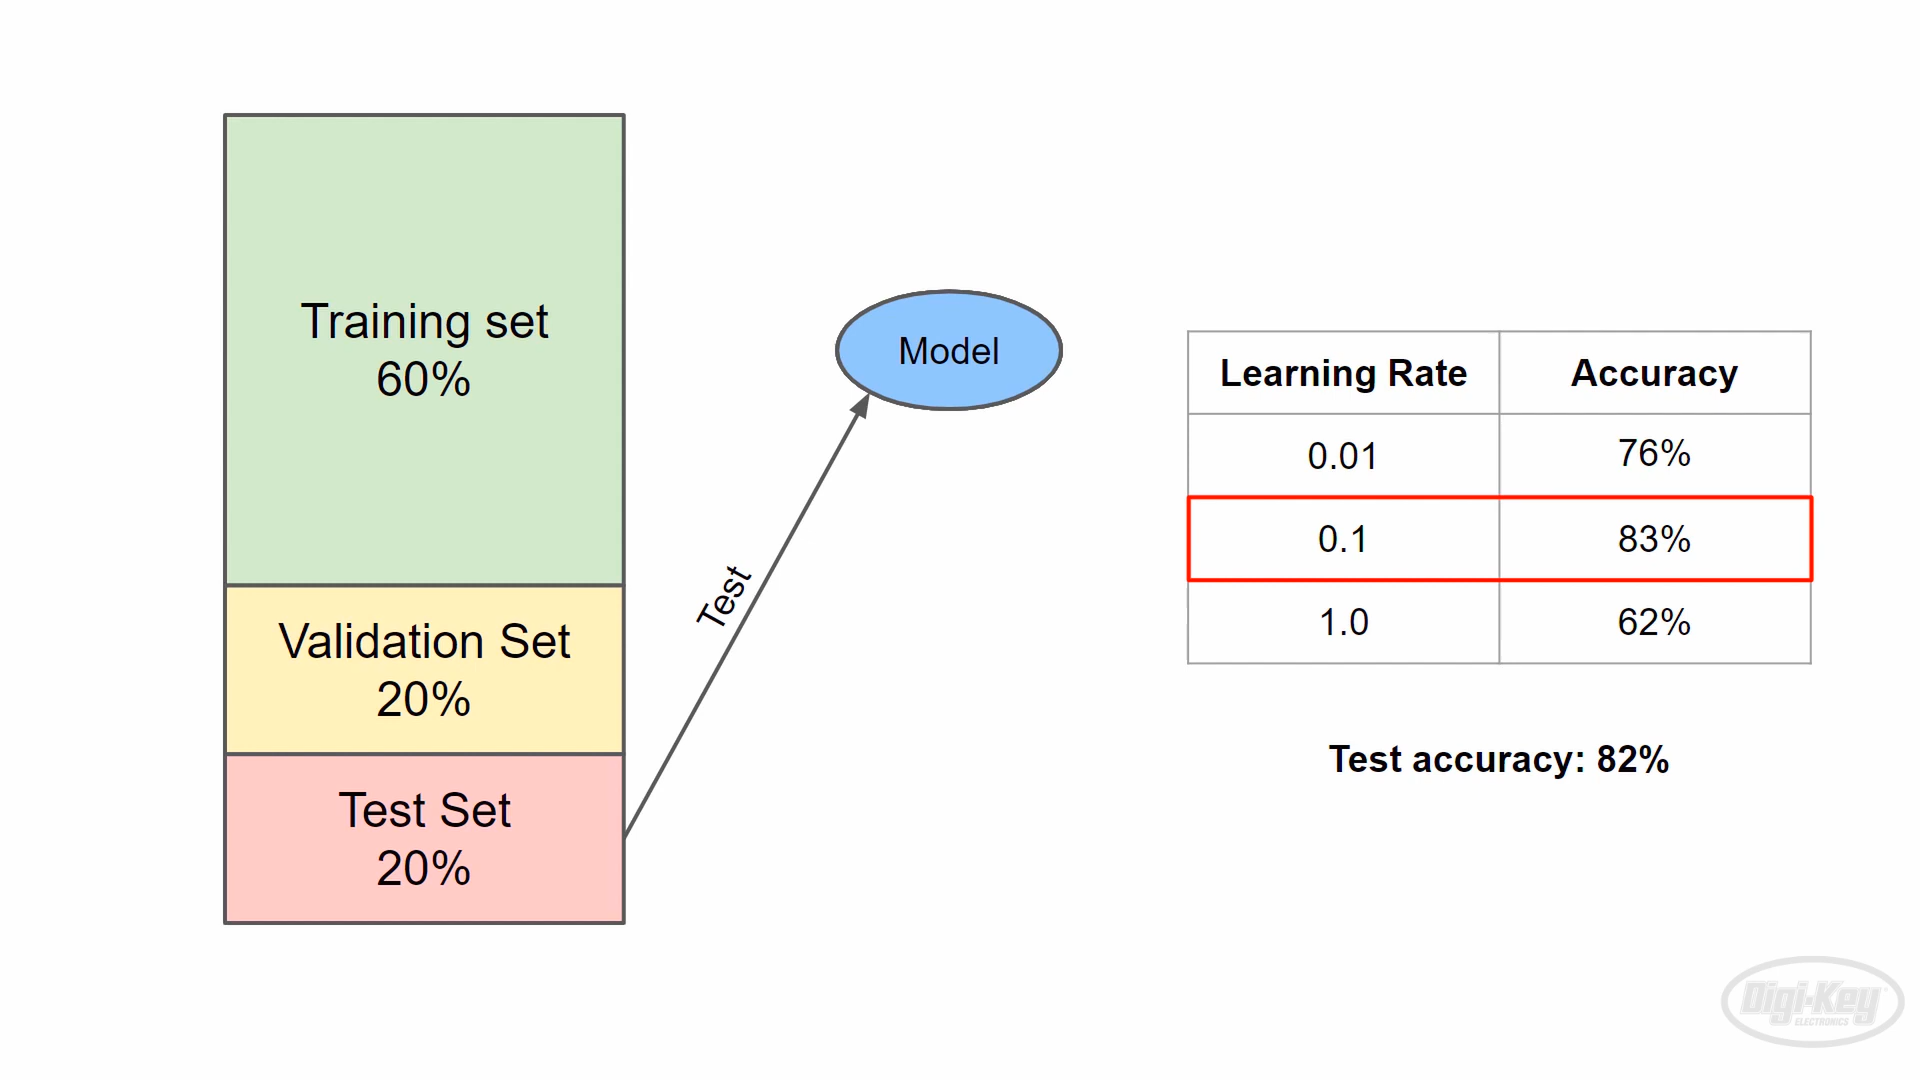 Training set
60%
Validation Set
20%
Test Set
20%
Test
Model
Learning Rate Accuracy
0.01 76%
0.1 83%
1.0 62%
Test accuracy: 82%
Digi-Key
ELECTRONICS